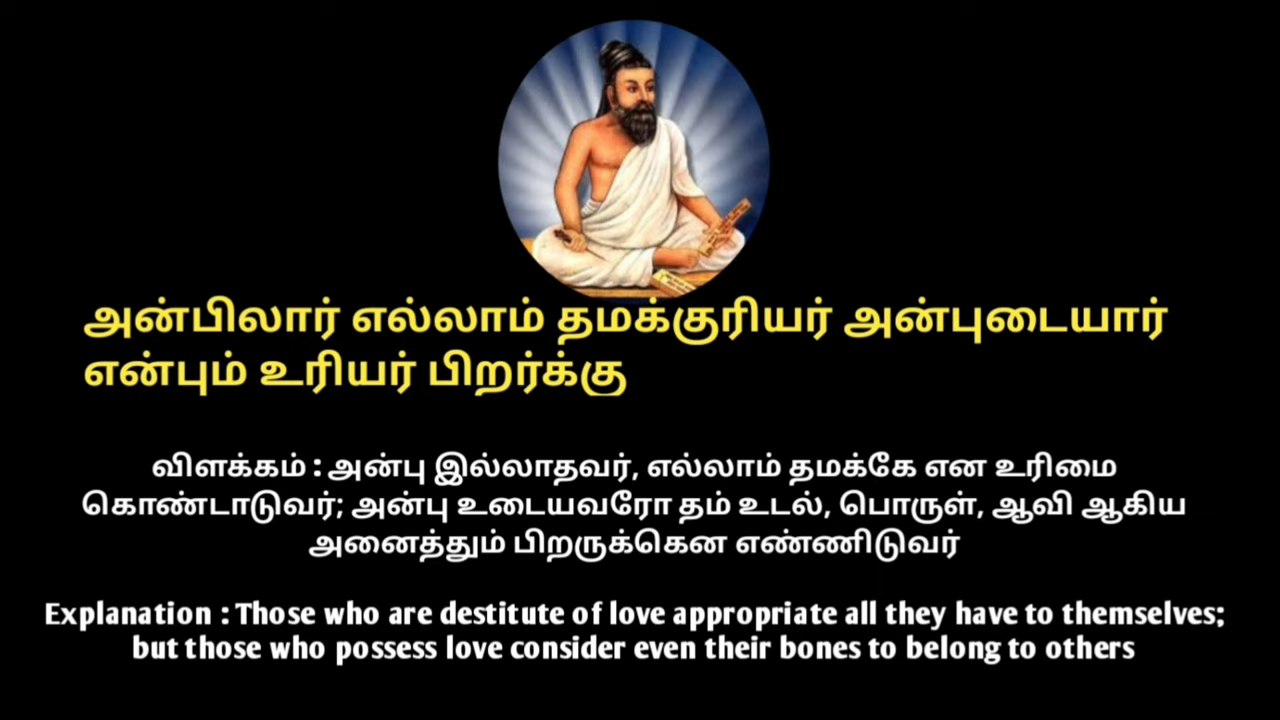 அன்பிலார் எல்லாம் தமக்குரியர் அன்புடையார்
என்பும் உரியர் பிறர்க்கு
விளக்கம் : அன்பு இல்லாதவர், எல்லாம் தமக்கே என உரிமை
கொண்டாடுவர்; அன்பு உடையவரோ தம் உடல், பொருள், ஆவி ஆகிய
அனைத்தும் பிறருக்கென எண்ணிடுவர்
Explanation : Those who are destitute of love appropriate all they have to themselves;
but those who possess love consider even their bones to belong to others